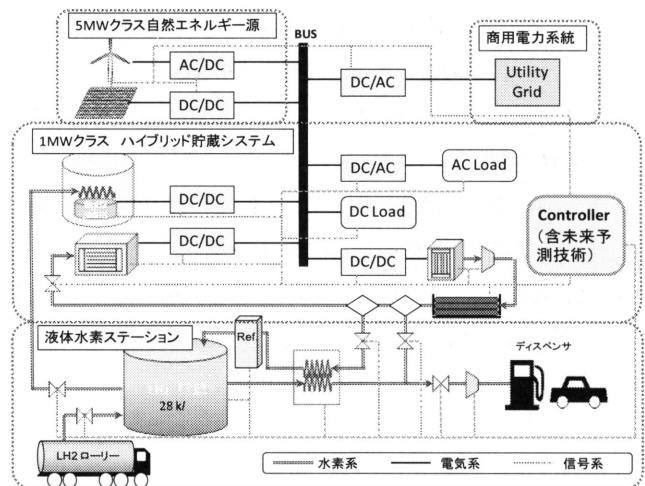 5MWクラス自然エネルギー源
BUS
商用電力系統
AC/DC
DC/DC
DC/AC
Utility
Grid
1MWクラス ハイブリッド貯蔵システム
DC/AC
AC Load
DC/DC
DC Load
DC/DC
DC/DC
Controller
(含未来予
測技術)
液体水素ステーション
Ref.
ディスペンサ
28 kl
LH2 ローリー
水素系
電気系
信号系